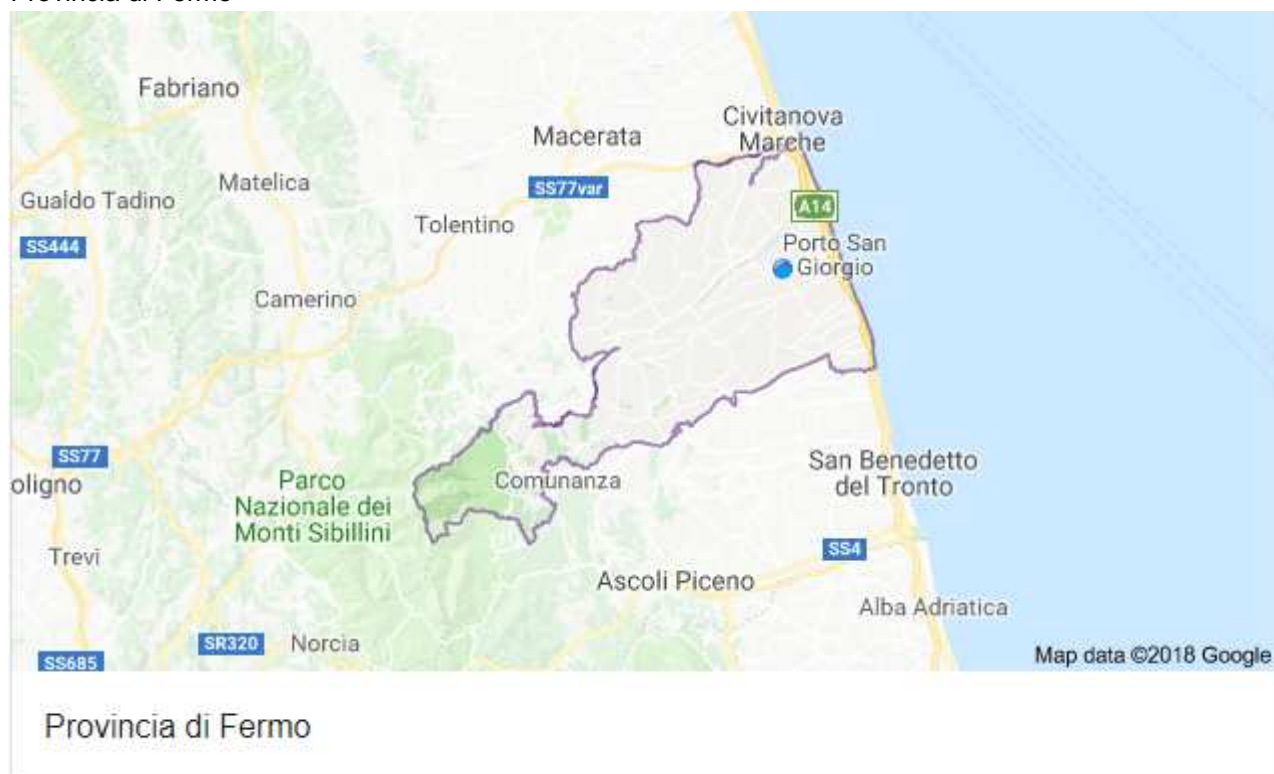 Provincia di Fermo
Fabriano
Civitanova
Marche
Macerata
Matelica
SS77var
Gualdo Tadino
A14
Tolentino
SS444
Porto San
Giorgio
Camerino
SS77
oligno
Parco
Nazionale dei
Monti Sibillini
Comunanza
San Benedetto
del Tronto
Trevi
SS4
Ascoli Piceno
Alba Adriatica
SR320
Norcia
SS685
Map data ©2018 Google
Provincia di Fermo